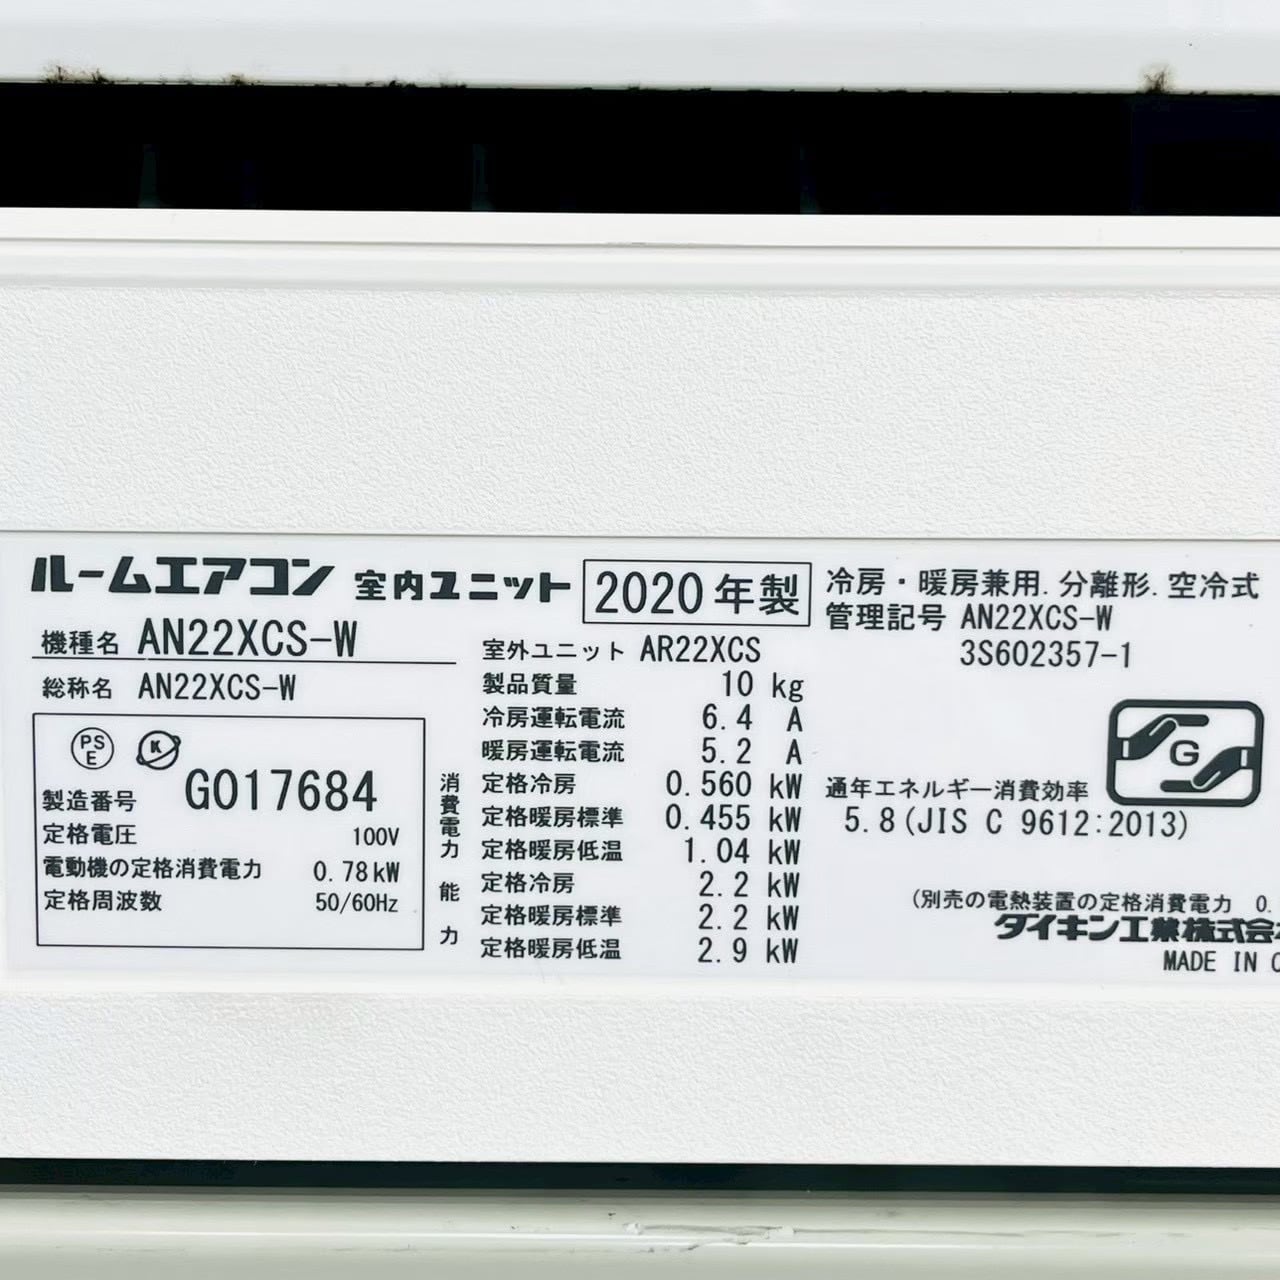 ルームエアコン 室内ユニット 2020年製
機種名 AN22XCS-W
総称名 AN22XCS-W
PS
E
K
製造番号 G017684
定格電圧 100V
電動機の定格消費電力 0.78kW
定格周波数 50/60Hz
室外ユニット AR22XCS
製品質量 10 kg
冷房運転電流 6.4 A
暖房運転電流 5.2 A
消費電力
定格冷房 0.560 kW
定格暖房標準 0.455 kW
定格暖房低温 1.04 kW
能力
定格冷房 2.2 kW
定格暖房標準 2.2 kW
定格暖房低温 2.9 kW
冷房・暖房兼用.分離形.空冷式
管理記号 AN22XCS-W
3S602357-1
G
通年エネルギー消費効率
5.8(JIS C 9612:2013)
(別売の電熱装置の定格消費電力 0.
ダイキン工業株式会
MADE IN